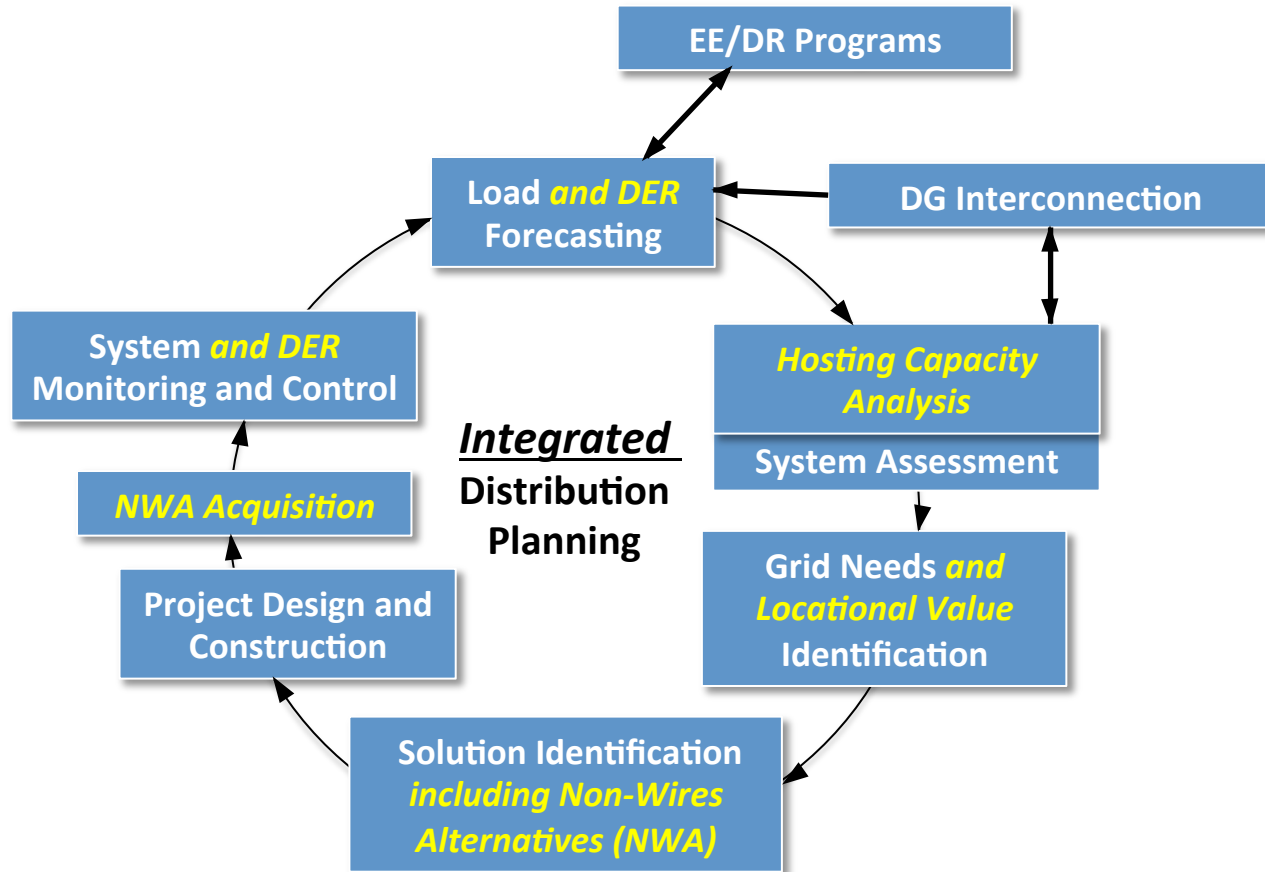 EE/DR Programs
Load and DER
Forecasting
DG Interconnection
System and DER
Monitoring and Control
Hosting Capacity
Analysis
System Assessment
Integrated
Distribution
Planning
NWA Acquisition
Grid Needs and
Locational Value
Identification
Project Design and
Construction
Solution Identification
including Non-Wires
Alternatives (NWA)